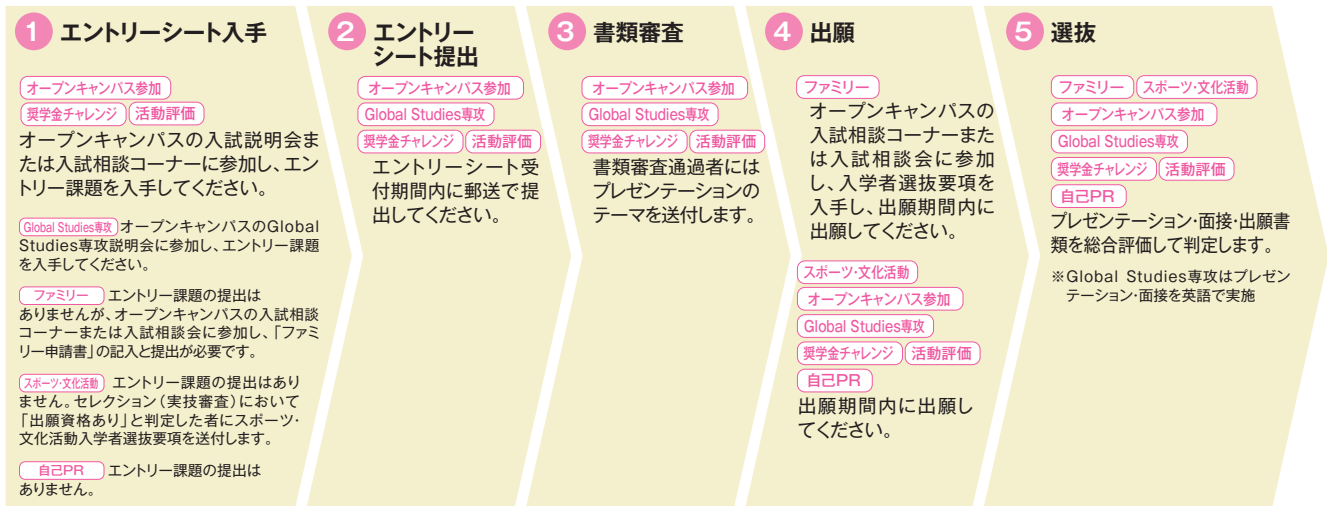 1 エントリーシート入手
オープンキャンパス参加
奨学金チャレンジ 活動評価
オープンキャンパスの入試説明会ま
たは入試相談コーナーに参加し、エン
トリー課題を入手してください。
Global Studies専攻 オープンキャンパスのGlobal
Studies専攻説明会に参加し、エントリー課題
を入手してください。
ファミリー エントリー課題の提出は
ありませんが、オープンキャンパスの入試相談
コーナーまたは入試相談会に参加し、「ファミ
リー申請書」の記入と提出が必要です。
スポーツ・文化活動 エントリー課題の提出はあり
ません。セレクション（実技審査）において
「出願資格あり」と判定した者にスポーツ・
文化活動入学者選抜要項を送付します。
自己PR エントリー課題の提出は
ありません。
2 エントリー
シート提出
オープンキャンパス参加
Global Studies専攻
奨学金チャレンジ 活動評価
エントリーシート受
付期間内に郵送で提
出してください。
3 書類審査
オープンキャンパス参加
Global Studies専攻
奨学金チャレンジ 活動評価
書類審査通過者には
プレゼンテーションの
テーマを送付します。
4 出願
ファミリー
オープンキャンパスの
入試相談コーナーまた
は入試相談会に参加
し、入学者選抜要項を
入手し、出願期間内に
出願してください。
スポーツ・文化活動
オープンキャンパス参加
Global Studies専攻
奨学金チャレンジ 活動評価
自己PR
出願期間内に出願し
てください。
5 選抜
ファミリー スポーツ・文化活動
オープンキャンパス参加
Global Studies専攻
奨学金チャレンジ 活動評価
自己PR
プレゼンテーション・面接・出願書
類を総合評価して判定します。
※Global Studies専攻はプレゼン
テーション・面接を英語で実施